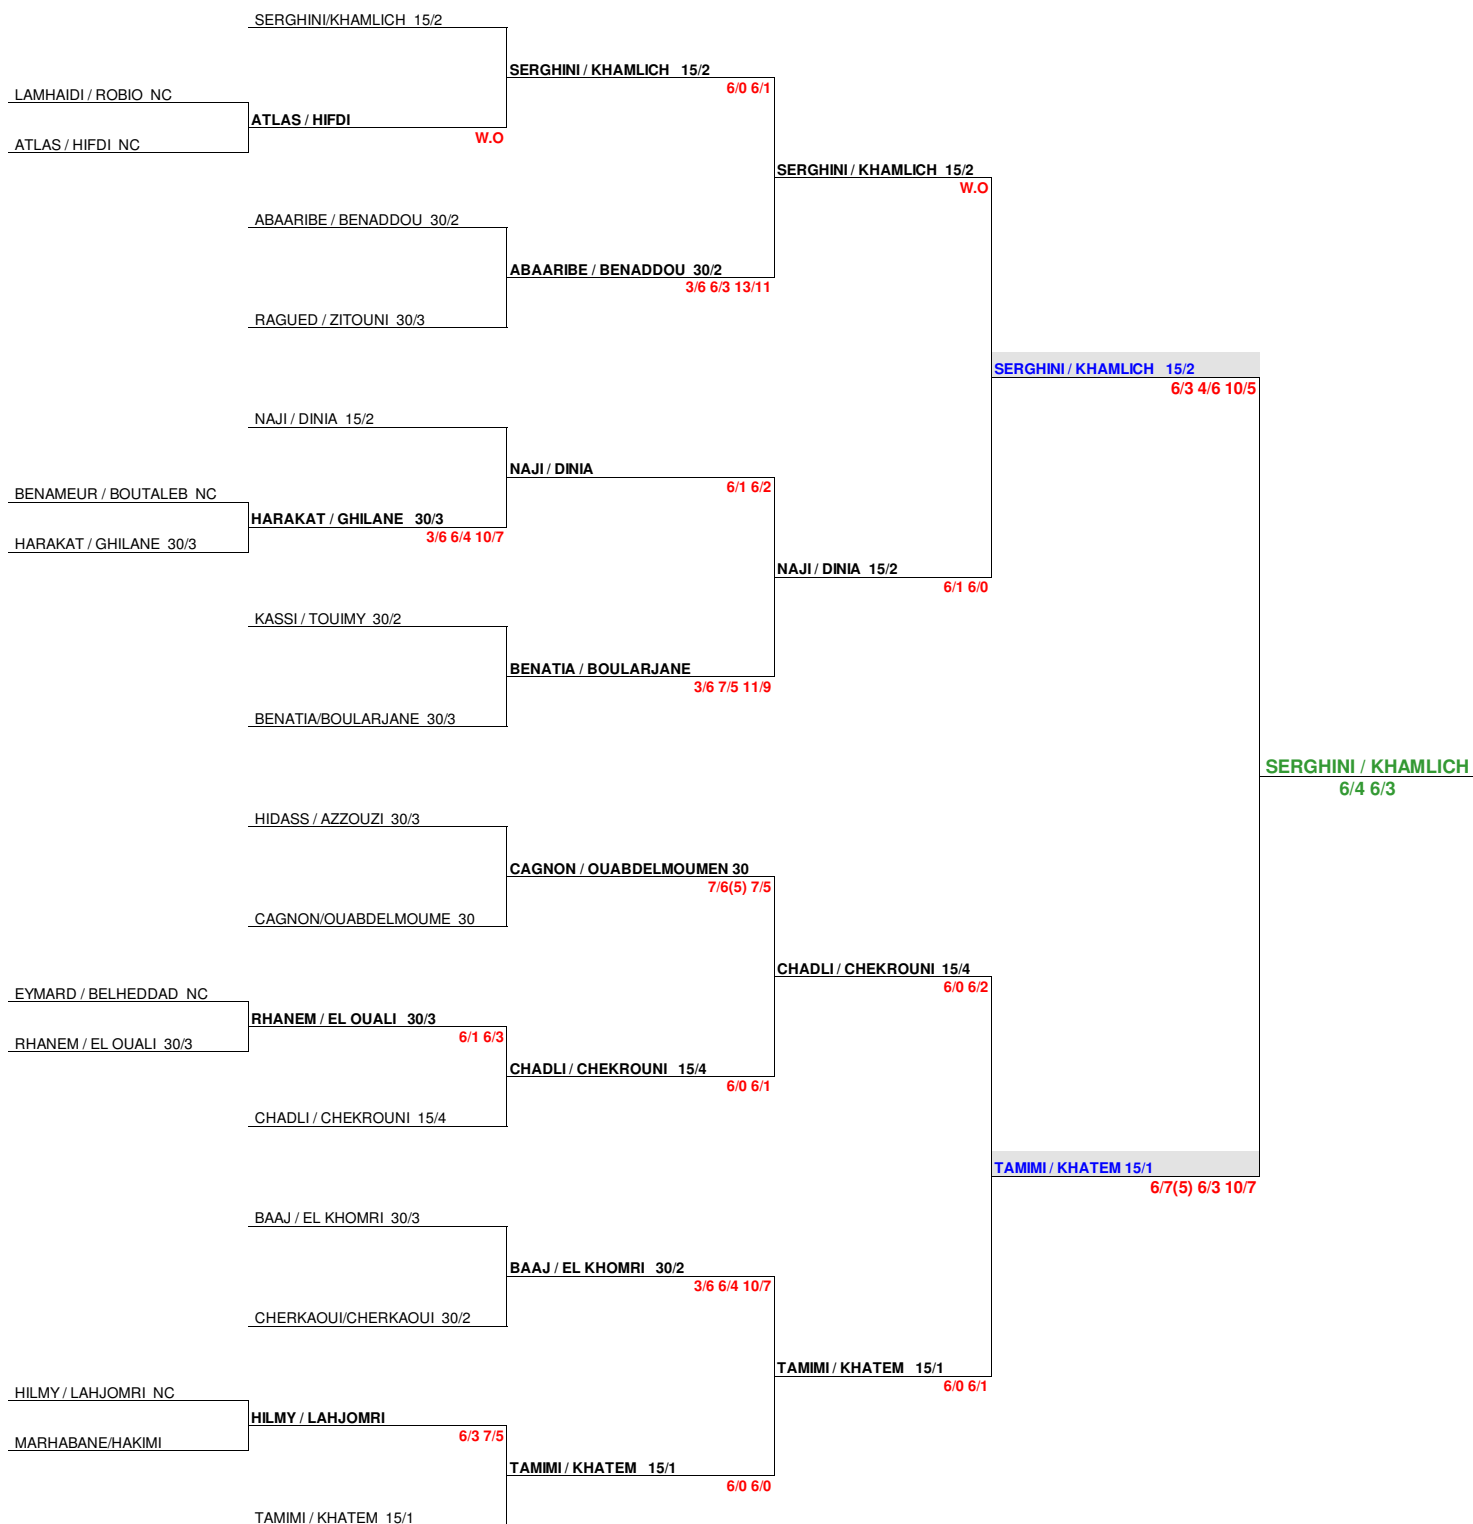 SERGHINI/KHAMLICH 15/2
SERGHINI / KHAMLICH 15/2
6/0 6/1
LAMHAIDI / ROBIO NC
ATLAS / HIFDI
W.O
ATLAS / HIFDI NC
SERGHINI / KHAMLICH 15/2
W.O
ABAARIBE / BENADDOU 30/2
ABAARIBE / BENADDOU 30/2
3/6 6/3 13/11
RAGUED / ZITOUNI 30/3
SERGHINI / KHAMLICH 15/2
6/3 4/6 10/5
NAJI / DINIA 15/2
NAJI / DINIA
6/1 6/2
BENAMEUR / BOUTALEB NC
HARAKAT / GHILANE 30/3
3/6 6/4 10/7
HARAKAT / GHILANE 30/3
NAJI / DINIA 15/2
6/1 6/0
KASSI / TOUIMY 30/2
BENATIA / BOULARJANE
3/6 7/5 11/9
BENATIA/BOULARJANE 30/3
SERGHINI / KHAMLICH
6/4 6/3
HIDASS / AZZOUZI 30/3
CAGNON / OUABDELMOUMEN 30
7/6(5) 7/5
CAGNON/OUABDELMOUME 30
CHADLI / CHEKROUNI 15/4
6/0 6/2
EYMARD / BELHEDDAD NC
RHANEM / EL OUALI 30/3
6/1 6/3
RHANEM / EL OUALI 30/3
CHADLI / CHEKROUNI 15/4
6/0 6/1
CHADLI / CHEKROUNI 15/4
TAMIMI / KHATEM 15/1
6/7(5) 6/3 10/7
BAAJ / EL KHOMRI 30/3
BAAJ / EL KHOMRI 30/2
3/6 6/4 10/7
CHERKAOUI/CHERKAOUI 30/2
TAMIMI / KHATEM 15/1
6/0 6/1
HILMY / LAHJOMRI NC
HILMY / LAHJOMRI
6/3 7/5
MARHABANE/HAKIMI
TAMIMI / KHATEM 15/1
6/0 6/0
TAMIMI / KHATEM 15/1